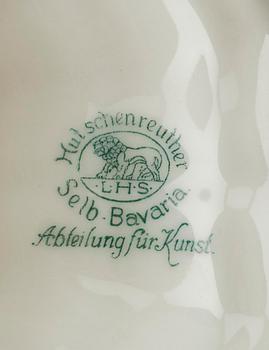 Hutschenreuther
L·H·S·
Selb·Bavaria.
Abteilung für Kunst.